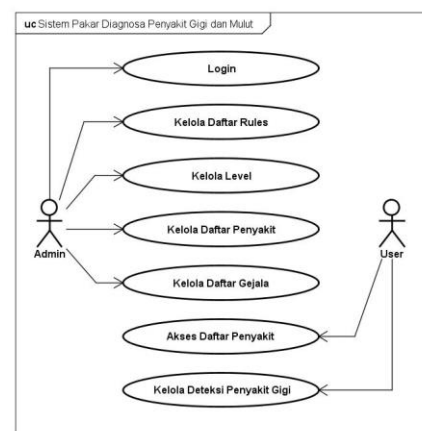 uc Sistem Pakar Diagnosa Penyakit Gigi dan Mulut
Login
Kelola Daftar Rules
Kelola Level
Kelola Daftar Penyakit
Admin
User
Kelola Daftar Gejala
Akses Daftar Penyakit
Kelola Deteksi Penyakit Gigi